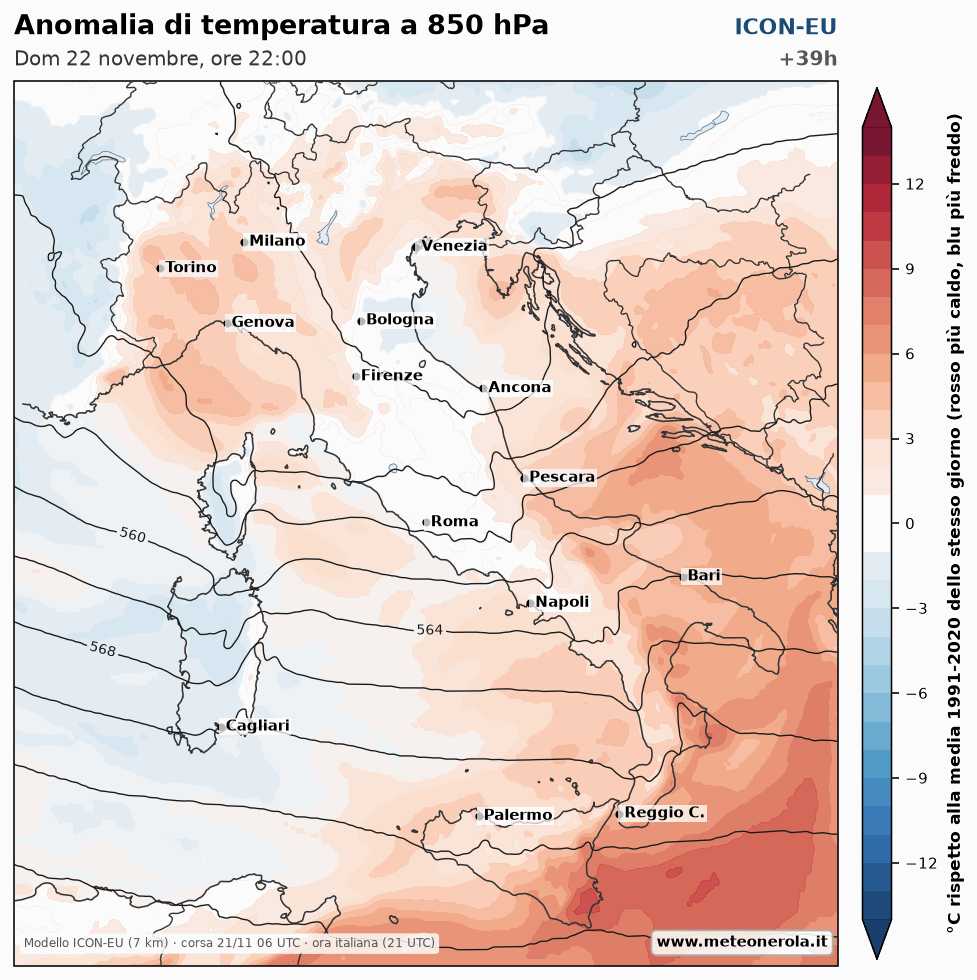 Anomalia di temperatura a 850 hPa
ICON-EU
Dom 22 novembre, ore 22:00
+39h
Milano
Venezia
Torino
Genova
Bologna
Firenze
Ancona
Pescara
Roma
560
Bari
Napoli
564
568
Cagliari
Palermo
Reggio C.
Modello ICON-EU (7 km) · corsa 21/11 06 UTC · ora italiana (21 UTC)
www.meteonerola.it
12
9
6
3
0
−3
−6
−9
−12
°C rispetto alla media 1991-2020 dello stesso giorno (rosso più caldo, blu più freddo)